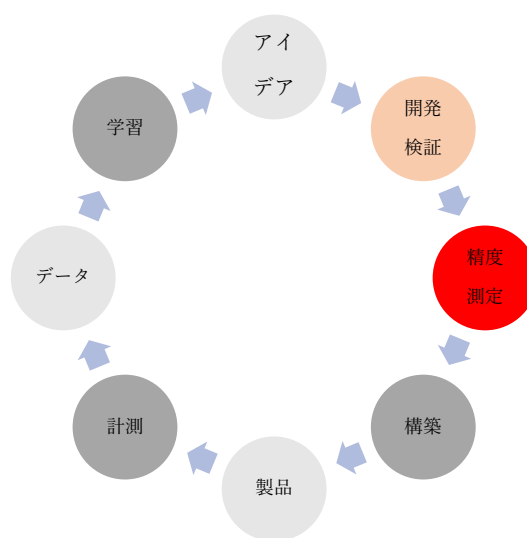 アイ
デア
開発
検証
精度
測定
構築
製品
計測
データ
学習